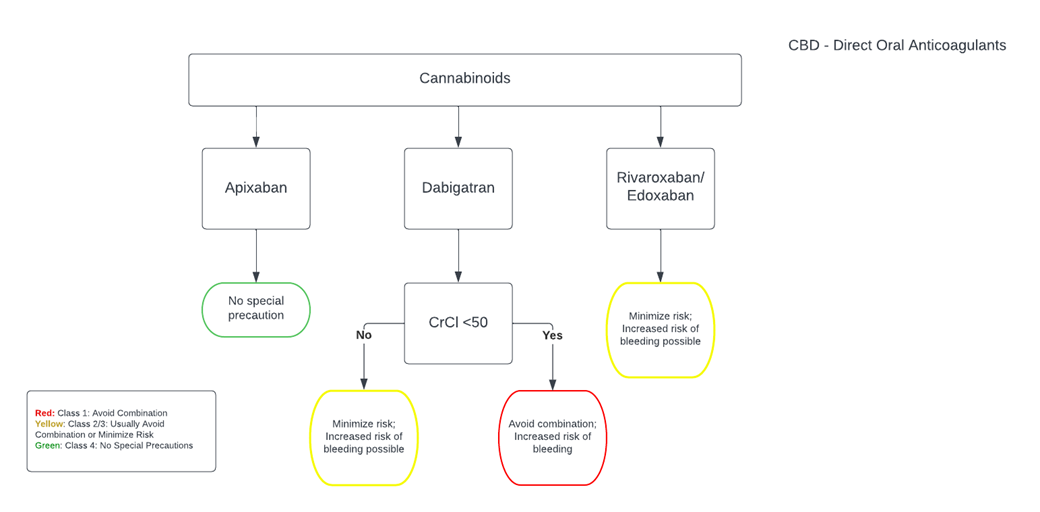 CBD - Direct Oral Anticoagulants
Cannabinoids
Apixaban
Dabigatran
Rivaroxaban/
Edoxaban
No special
precaution
CrCl <50
Minimize risk;
Increased risk of
bleeding possible
No
Yes
Minimize risk;
Increased risk of
bleeding possible
Avoid combination;
Increased risk of
bleeding
Red: Class 1: Avoid Combination
Yellow: Class 2/3: Usually Avoid
Combination or Minimize Risk
Green: Class 4: No Special Precautions